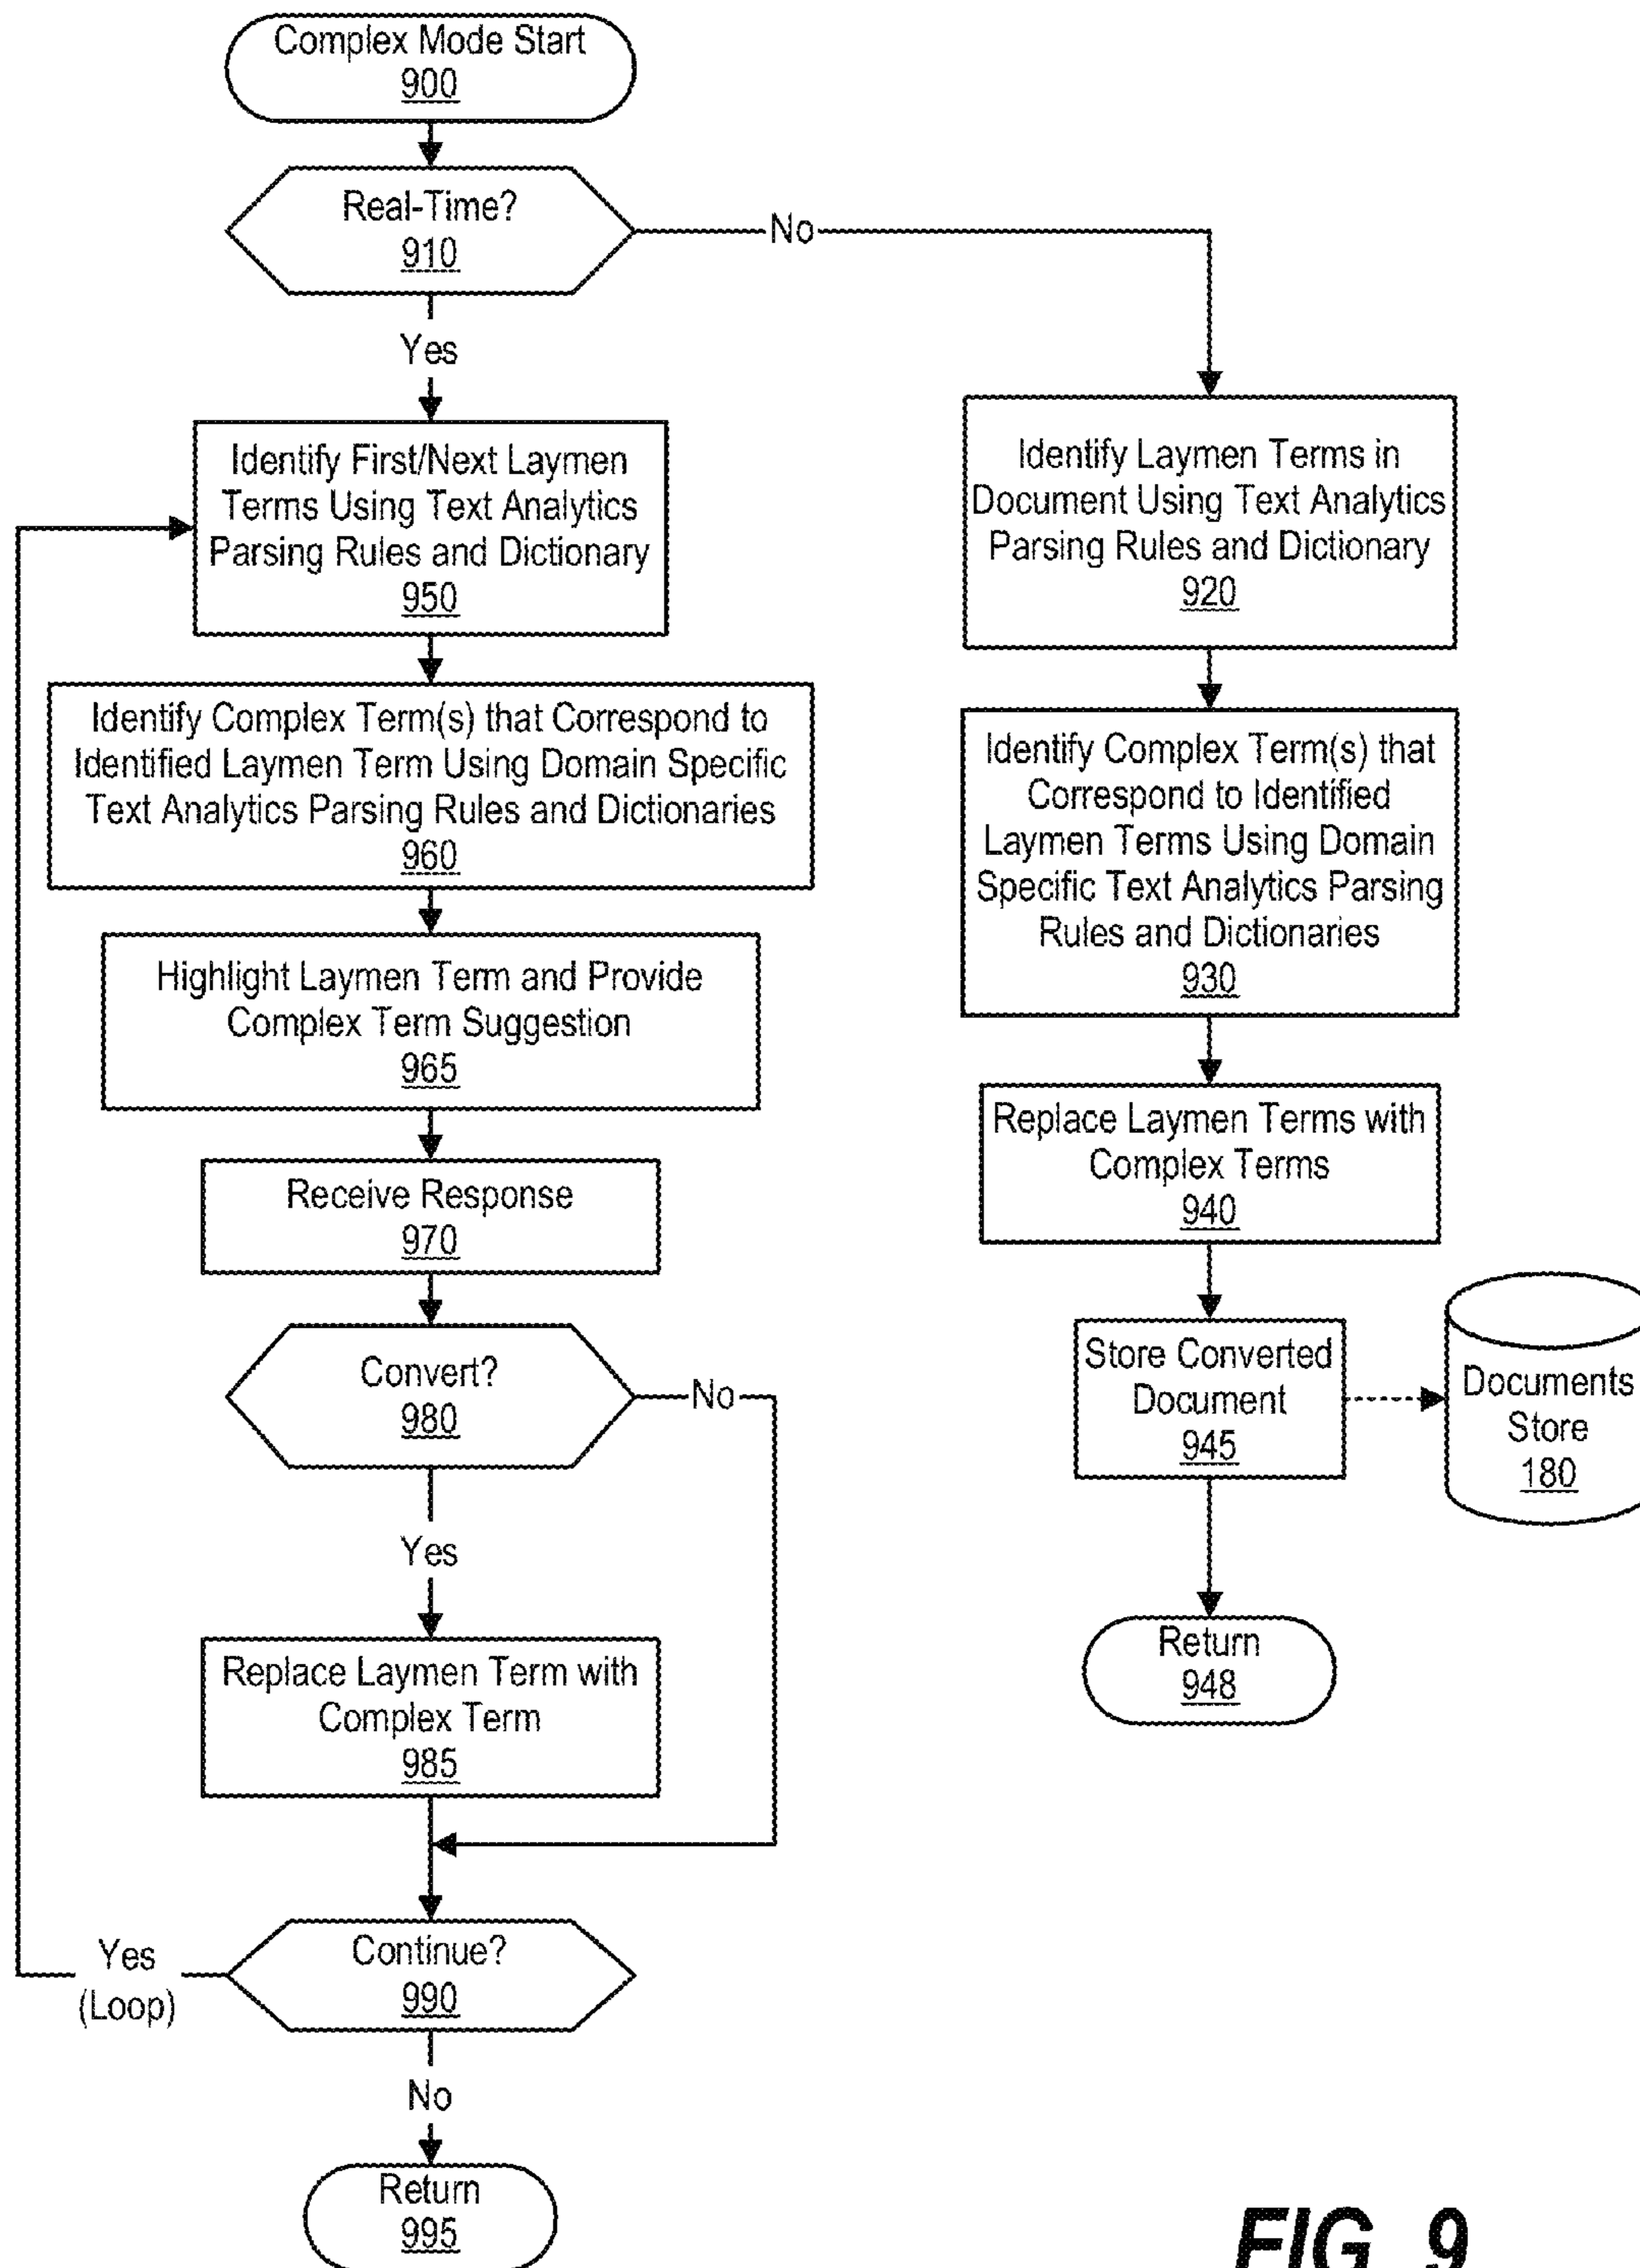 Complex Mode Start
900
Real-Time?
910
No
Yes
Identify First/Next Laymen
Terms Using Text Analytics
Parsing Rules and Dictionary
950
Identify Complex Term(s) that Correspond to
Identified Laymen Term Using Domain Specific
Text Analytics Parsing Rules and Dictionaries
960
Highlight Laymen Term and Provide
Complex Term Suggestion
965
Receive Response
970
Convert?
980
No
Yes
Replace Laymen Term with
Complex Term
985
Continue?
990
Yes
(Loop)
No
Return
995
Identify Laymen Terms in
Document Using Text Analytics
Parsing Rules and Dictionary
920
Identify Complex Term(s) that
Correspond to Identified
Laymen Terms Using Domain
Specific Text Analytics Parsing
Rules and Dictionaries
930
Replace Laymen Terms with
Complex Terms
940
Store Converted
Document
945
Documents
Store
180
Return
948
FIG. 9